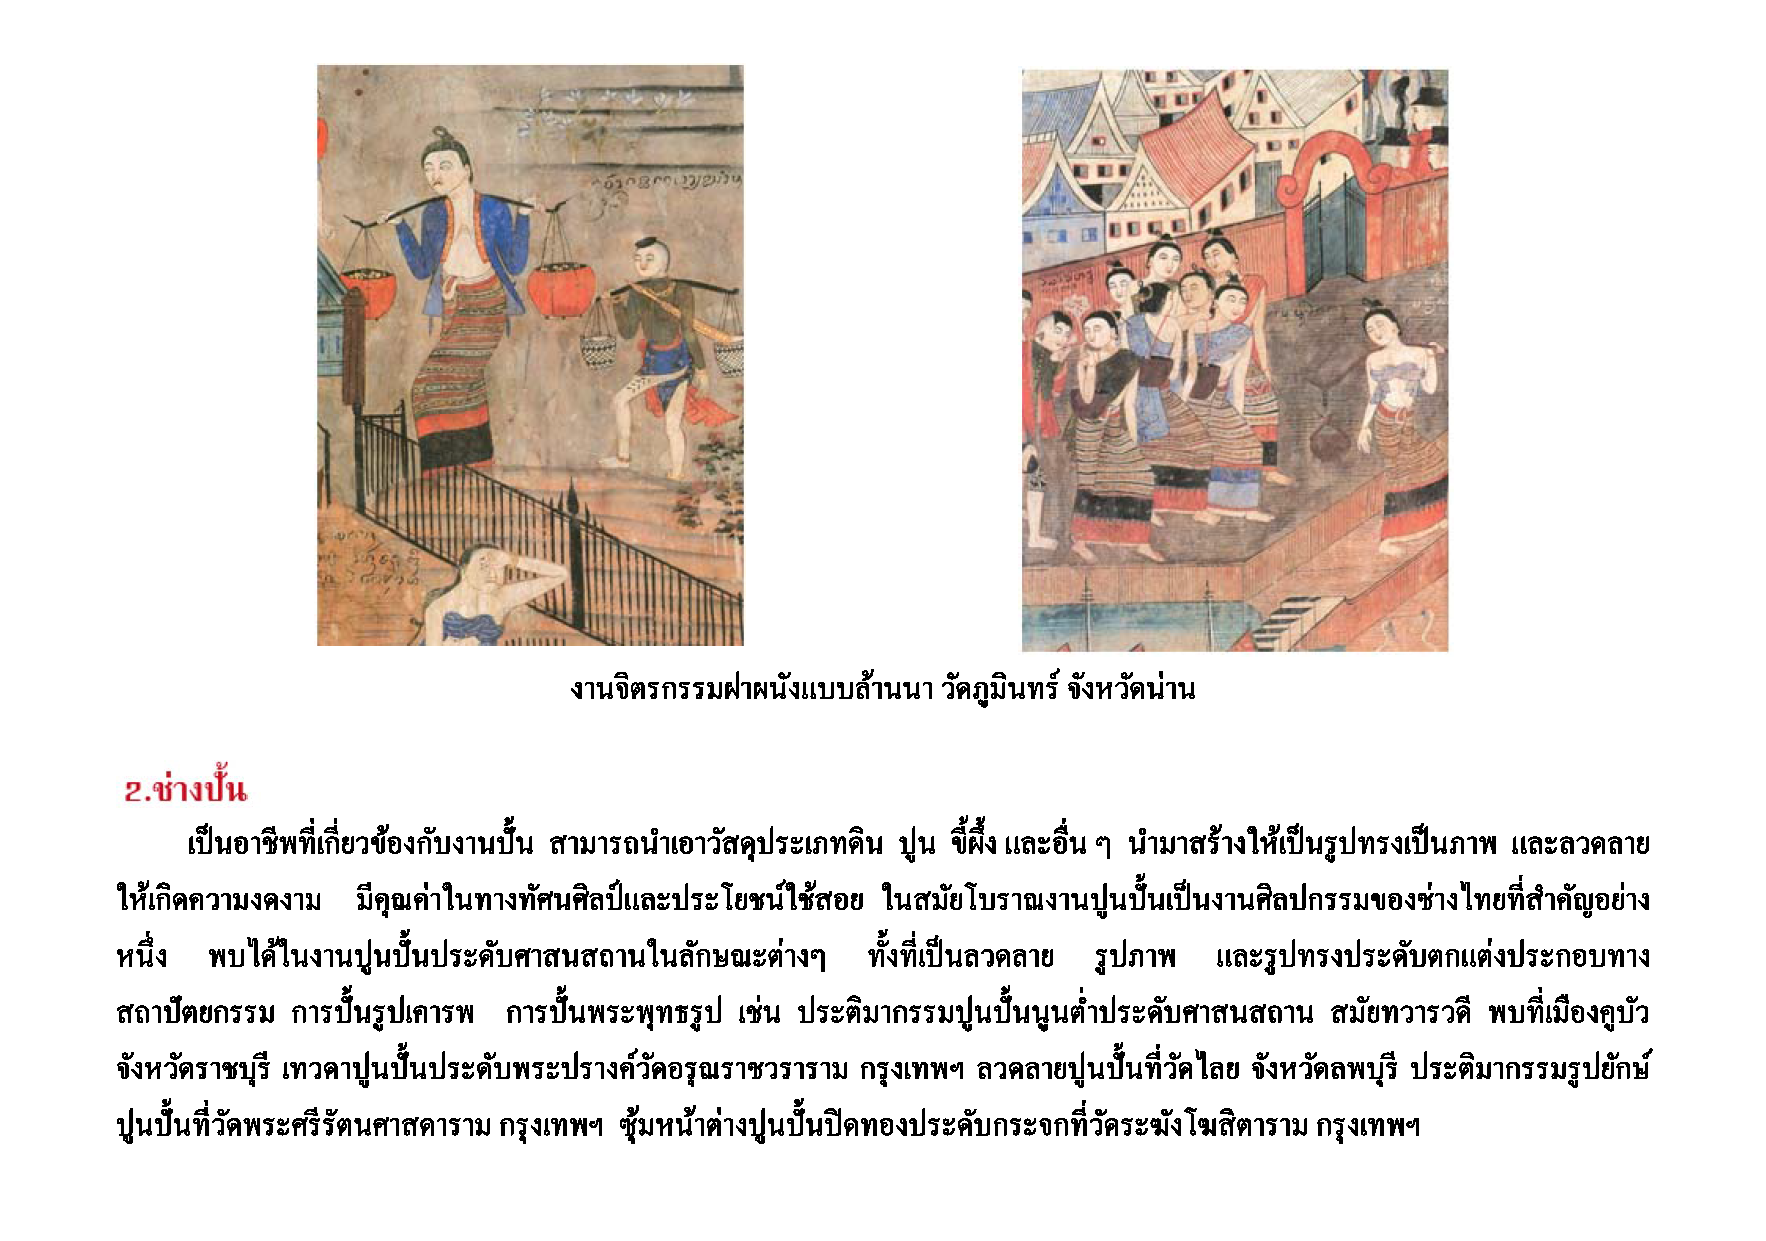 งานจิตรกรรมฝาผนังแบบล้านนา วัดภูมินทร์ จังหวัดน่าน
2.ช่างปั้น
เป็นอาชีพที่เกี่ยวข้องกับงานปั้น สามารถนำเอาวัสดุประเภทดิน ปูน ขี้ผึ้ง และอื่น ๆ นำมาสร้างให้เป็นรูปทรงเป็นภาพ และลวดลาย
ให้เกิดความงดงาม มีคุณค่าในทางทัศนศิลป์และประโยชน์ใช้สอย ในสมัยโบราณงานปูนปั้นเป็นงานศิลปกรรมของช่างไทยที่สำคัญอย่าง
หนึ่ง พบได้ในงานปูนปั้นประดับศาสนสถานในลักษณะต่างๆ ทั้งที่เป็นลวดลาย รูปภาพ และรูปทรงประดับตกแต่งประกอบทาง
สถาปัตยกรรม การปั้นรูปเคารพ การปั้นพระพุทธรูป เช่น ประติมากรรมปูนปั้นนูนต่ำประดับศาสนสถาน สมัยทวารวดี พบที่เมืองคูบัว
จังหวัดราชบุรี เทวดาปูนปั้นประดับพระปรางค์วัดอรุณราชวราราม กรุงเทพฯ ลวดลายปูนปั้นที่วัดไลย จังหวัดลพบุรี ประติมากรรมรูปยักษ์
ปูนปั้นที่วัดพระศรีรัตนศาสดาราม กรุงเทพฯ ซุ้มหน้าต่างปูนปั้นปิดทองประดับกระจกที่วัดระฆังโฆสิตาราม กรุงเทพฯ